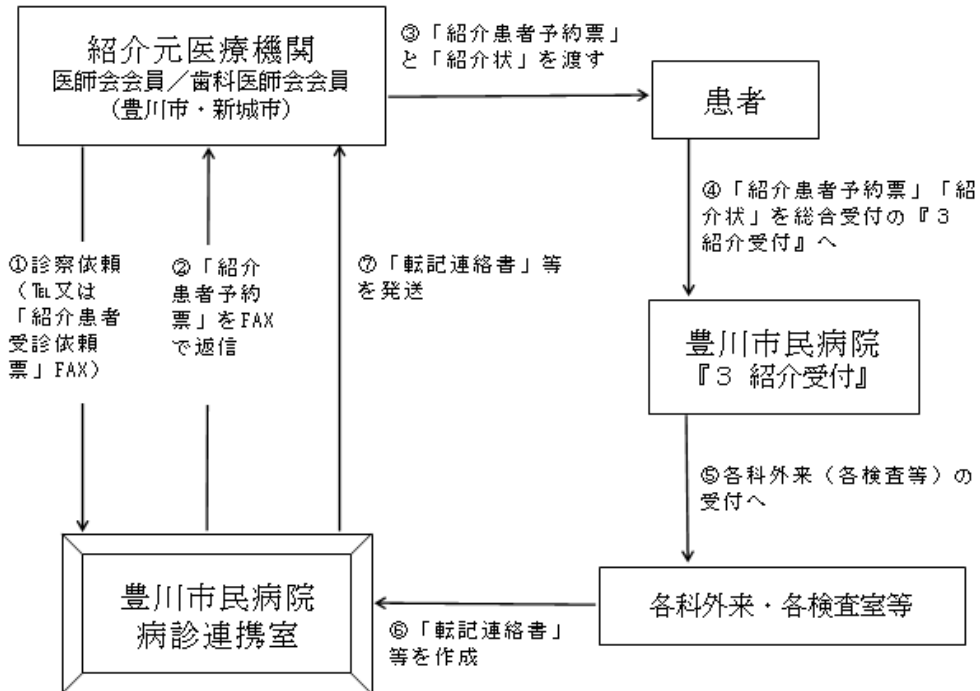 紹介元医療機関
医師会会員／歯科医師会会員
(豊川市・新城市)
③「紹介患者予約票」
と「紹介状」を渡す
患者
④「紹介患者予約票」「紹
介状」を総合受付の『３
紹介受付』へ
①診察依頼
（℡又は
「紹介患者
受診依頼
票」FAX）
②「紹介
患者予約
票」をFAX
で返信
⑦「転記連絡書」等
を発送
豊川市民病院
『３ 紹介受付』
⑤各科外来（各検査等）の
受付へ
豊川市民病院
病診連携室
⑥「転記連絡書」
等を作成
各科外来・各検査室等